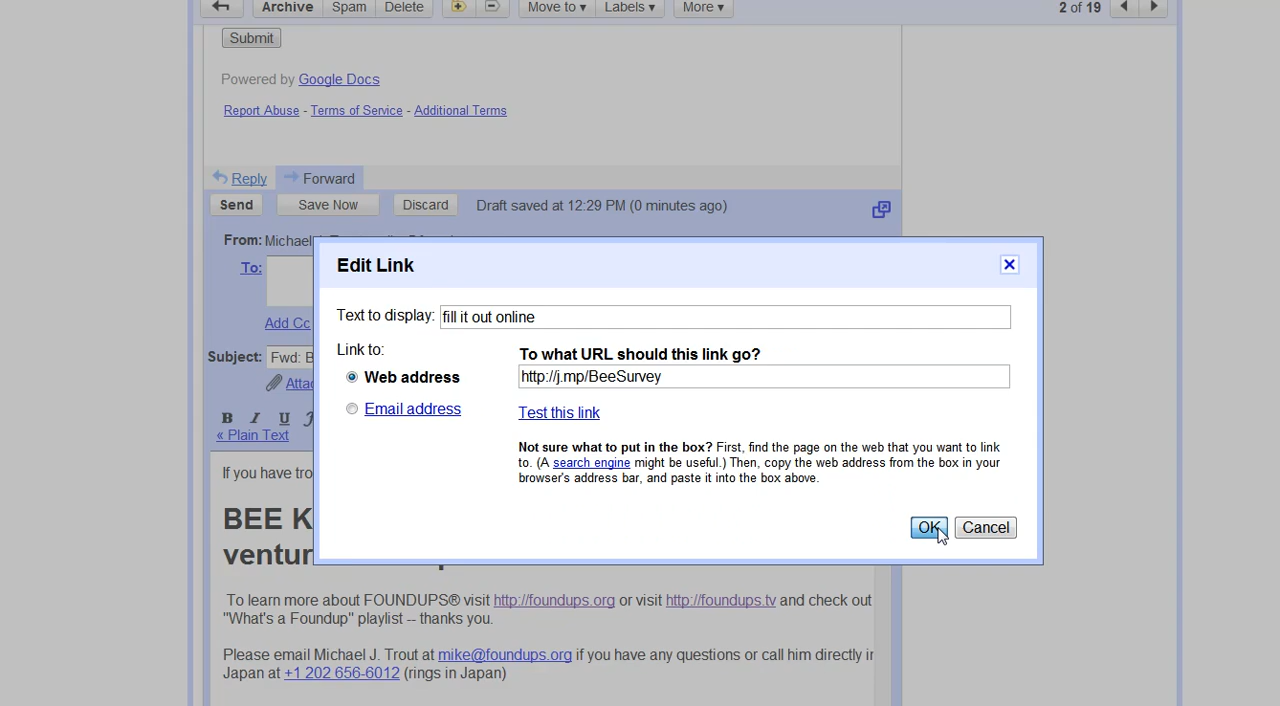 Archive Spam Delete Move to ▾ Labels ▾ More ▾ 2 of 19
Submit
Powered by Google Docs
Report Abuse - Terms of Service - Additional Terms
Reply Forward
Send Save Now Discard Draft saved at 12:29 PM (0 minutes ago)
From: Michael
To:
Add Cc
Subject: Fwd: B
B I U
« Plain Text
Edit Link
Text to display: fill it out online
Link to:
Web address
Email address
To what URL should this link go?
http://j.mp/BeeSurvey
Test this link
Not sure what to put in the box? First, find the page on the web that you want to link
to. (A search engine might be useful.) Then, copy the web address from the box in your
browser's address bar, and paste it into the box above.
OK Cancel
If you have
BEE K
ventur
To learn more about FOUNDUPS® visit http://foundups.org or visit http://foundups.tv and check out
"What's a Foundup" playlist -- thanks you.
Please email Michael J. Trout at mike@foundups.org if you have any questions or call him directly
Japan at +1 202 656-6012 (rings in Japan)